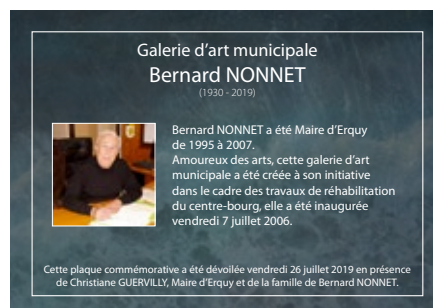 Galerie d'art municipale
Bernard NONNET
(1930 - 2019)
Bernard NONNET a été Maire d'Erquy
de 1995 à 2007.
Amoureux des arts, cette galerie d'art
municipale a été créée à son initiative
dans le cadre des travaux de réhabilitation
du centre-bourg, elle a été inaugurée
vendredi 7 juillet 2006.
Cette plaque commémorative a été dévoilée vendredi 26 juillet 2019 en présence
de Christiane GUERVILLY, Maire d'Erquy et de la famille de Bernard NONNET.